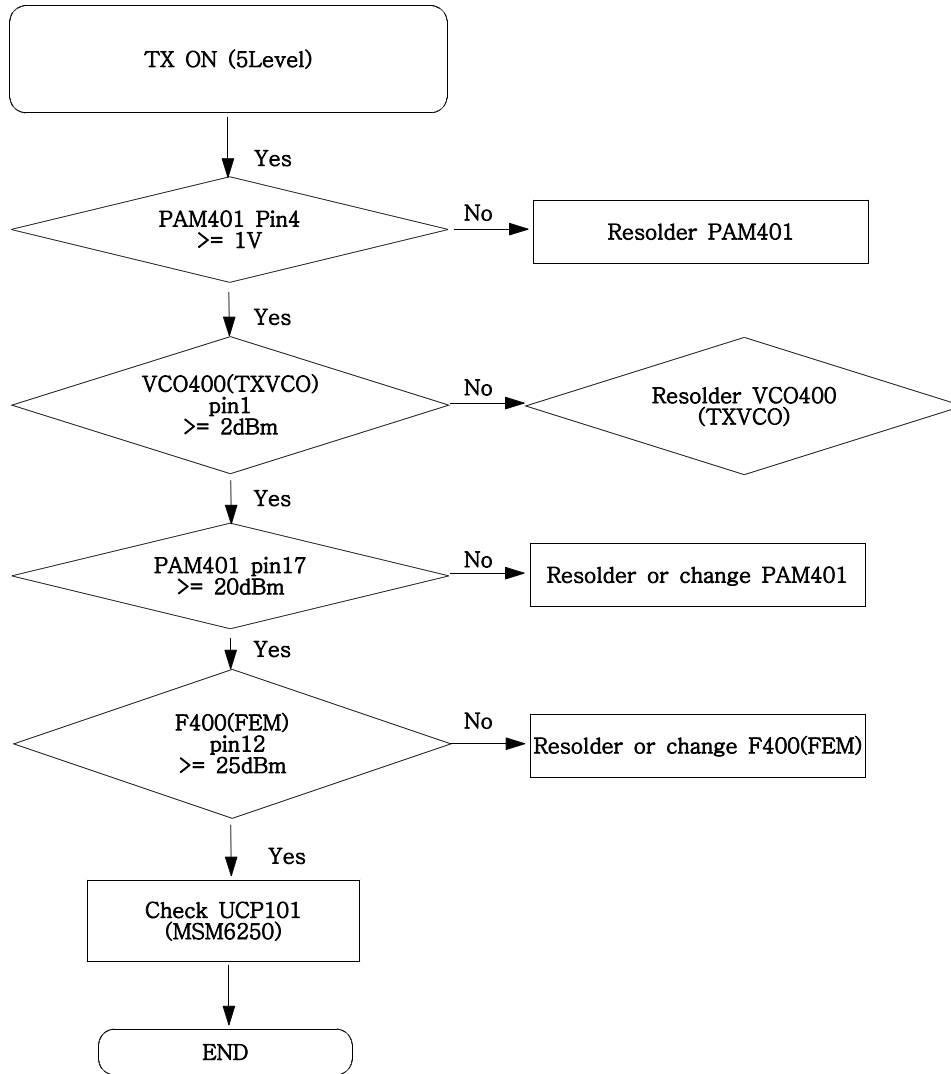 TX ON (5Level)
Yes
PAM401 Pin4
>= 1V
No
Resolder PAM401
Yes
VCO400(TXVCO)
pin1
>= 2dBm
No
Resolder VCO400
(TXVCO)
Yes
PAM401 pin17
>= 20dBm
No
Resolder or change PAM401
Yes
F400(FEM)
pin12
>= 25dBm
No
Resolder or change F400(FEM)
Yes
Check UCP101
(MSM6250)
END